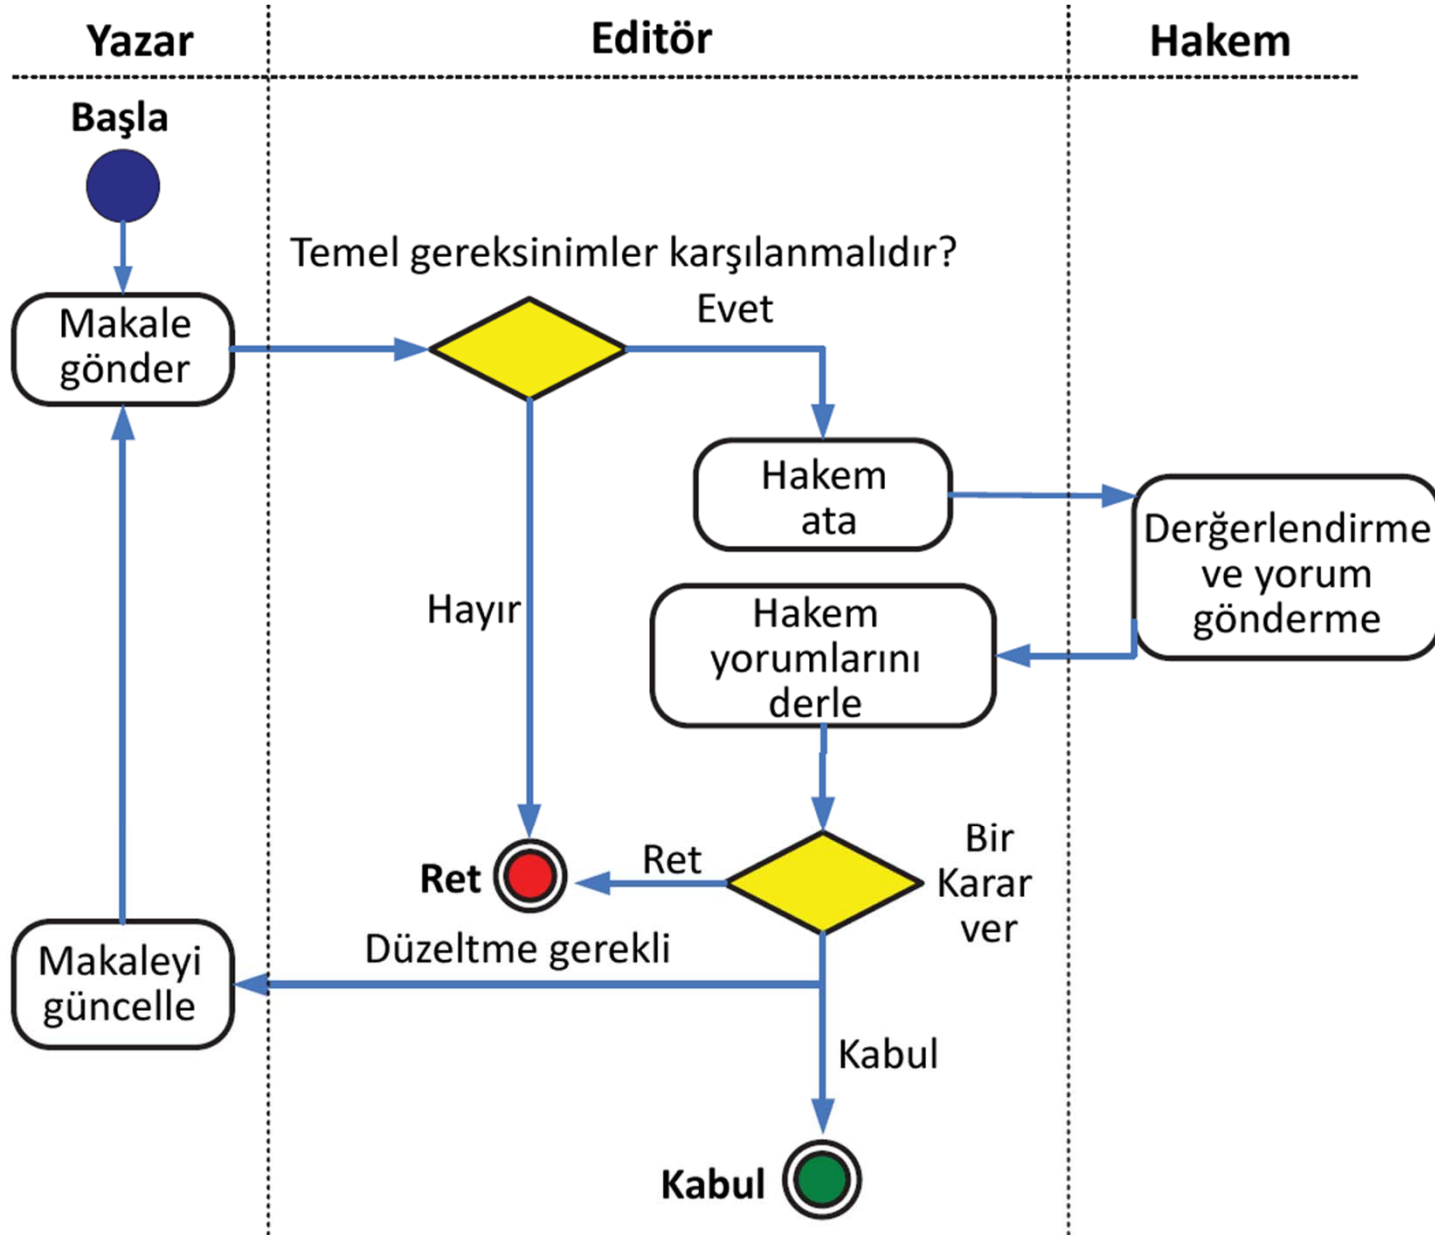 Yazar
Editör
Hakem
Başla
Temel gereksinimler karşılanmalıdır?
Evet
Makale
gönder
Hakem
ata
Derğerlendirme
ve yorum
gönderme
Hayır
Hakem
yorumlarını
derle
Bir
Karar
ver
Ret
Ret
Düzeltme gerekli
Makaleyi
güncelle
Kabul
Kabul